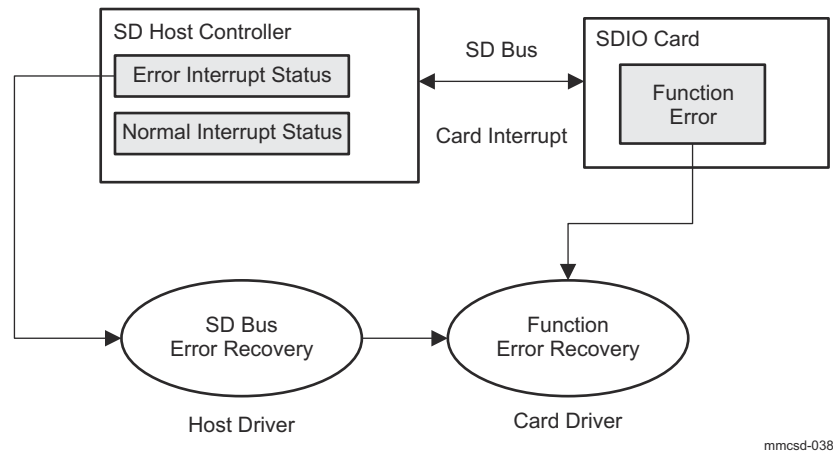 SD Host Controller
Error Interrupt Status
Normal Interrupt Status
SD Bus
Card Interrupt
SDIO Card
Function
Error
SD Bus
Error Recovery
Host Driver
Function
Error Recovery
Card Driver
mmcsd-038